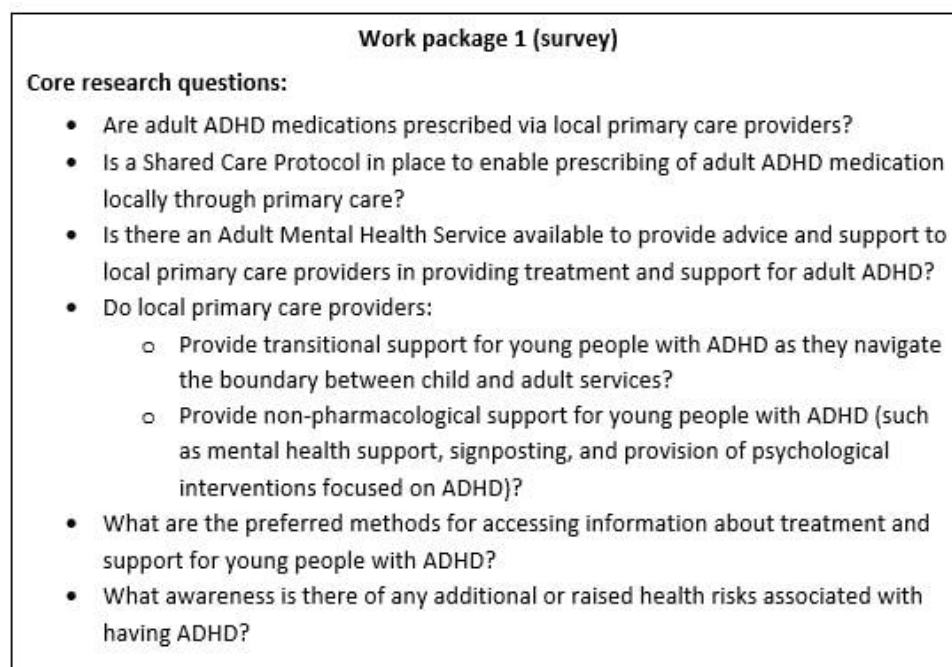 Work package 1 (survey)
Core research questions:
• Are adult ADHD medications prescribed via local primary care providers?
• Is a Shared Care Protocol in place to enable prescribing of adult ADHD medication
locally through primary care?
• Is there an Adult Mental Health Service available to provide advice and support to
local primary care providers in providing treatment and support for adult ADHD?
• Do local primary care providers:
o Provide transitional support for young people with ADHD as they navigate
the boundary between child and adult services?
o Provide non-pharmacological support for young people with ADHD (such
as mental health support, signposting, and provision of psychological
interventions focused on ADHD)?
• What are the preferred methods for accessing information about treatment and
support for young people with ADHD?
• What awareness is there of any additional or raised health risks associated with
having ADHD?